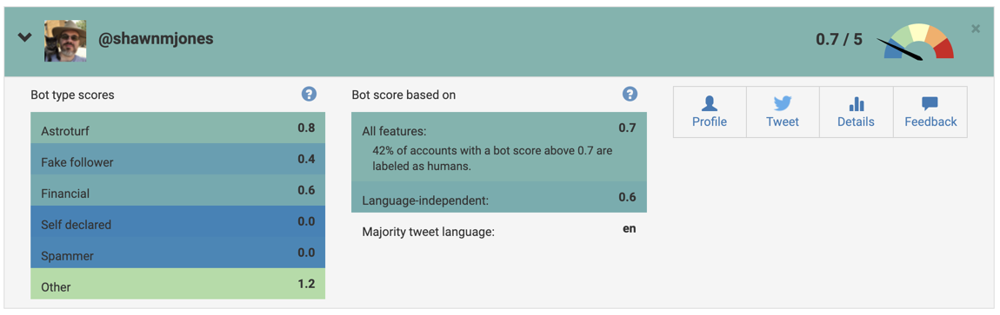 @shawnmjones
0.7 / 5
×
Bot type scores
?
Astroturf 0.8
Fake follower 0.4
Financial 0.6
Self declared 0.0
Spammer 0.0
Other 1.2
Bot score based on
?
All features: 0.7
42% of accounts with a bot score above 0.7 are
labeled as humans.
Language-independent: 0.6
Majority tweet language: en
Profile
Tweet
Details
Feedback